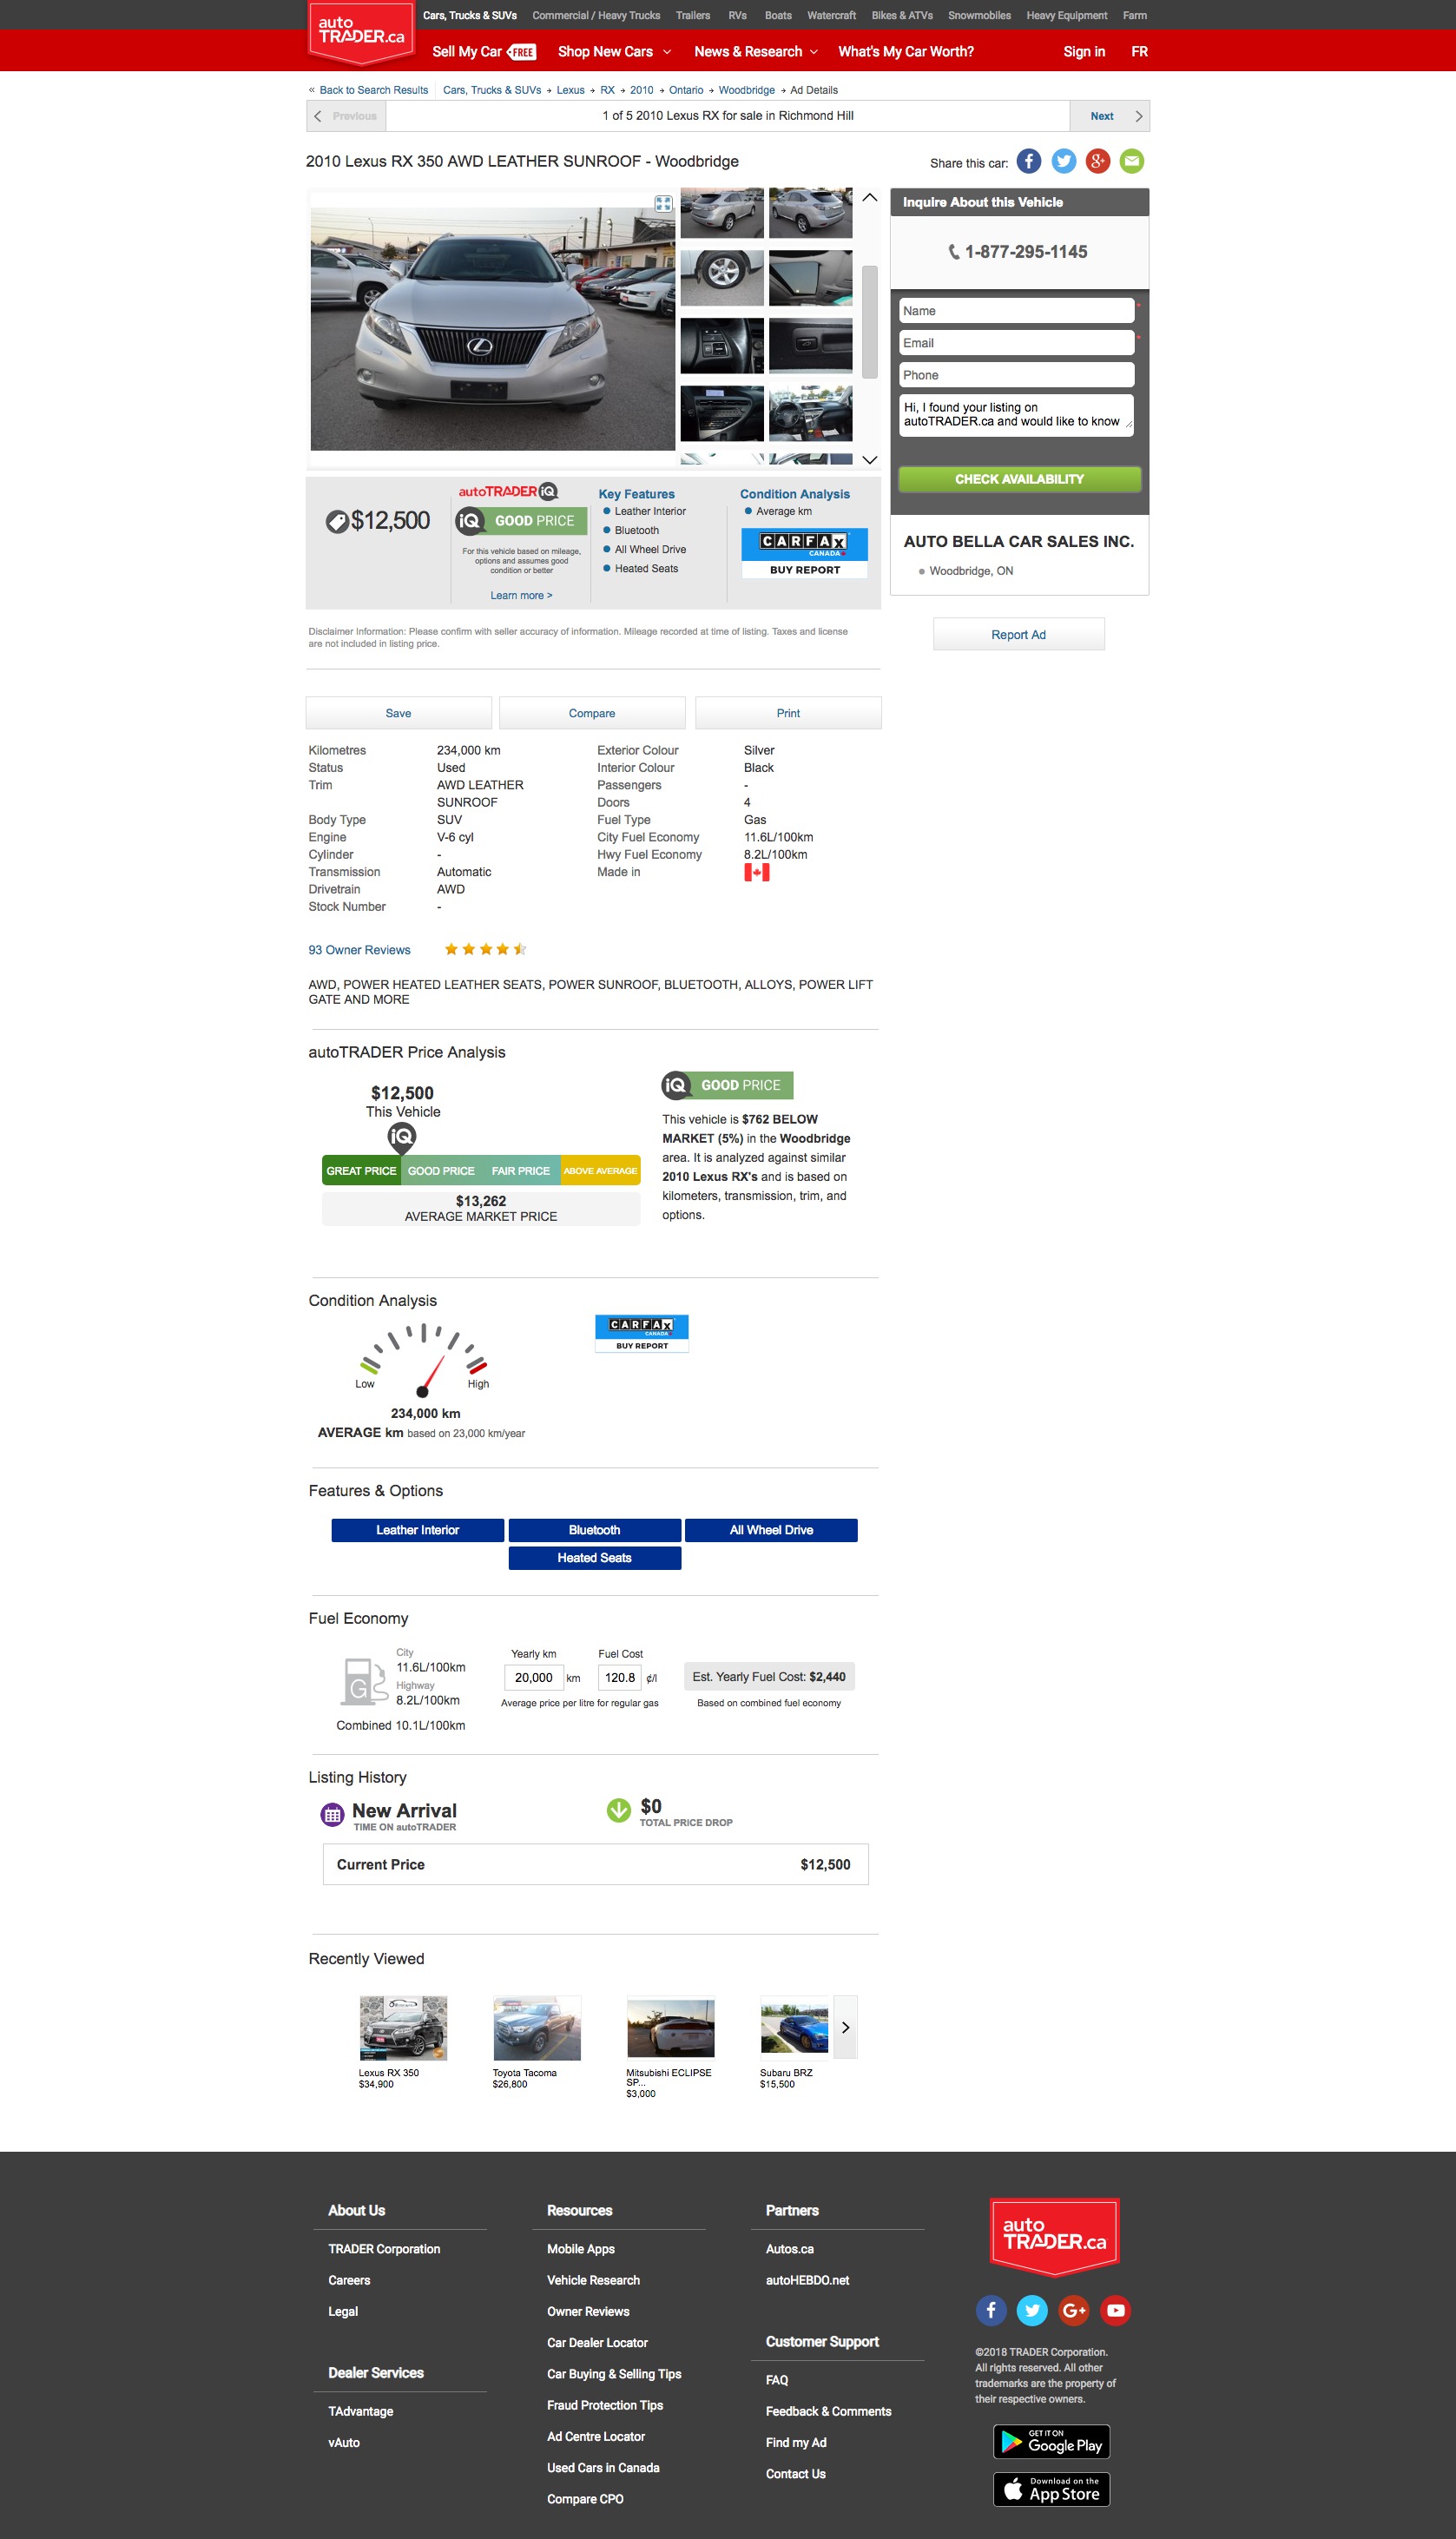 auto
TRADER.ca
Cars, Trucks & SUVs Commercial / Heavy Trucks Trailers RVs Boats Watercraft Bikes & ATVs Snowmobiles Heavy Equipment Farm
Sell My Car FREE Shop New Cars News & Research What's My Car Worth? Sign in FR
« Back to Search Results Cars, Trucks & SUVs → Lexus → RX → 2010 → Ontario → Woodbridge → Ad Details
Previous 1 of 5 2010 Lexus RX for sale in Richmond Hill Next
2010 Lexus RX 350 AWD LEATHER SUNROOF - Woodbridge
Share this car:
Inquire About this Vehicle
1-877-295-1145
Name *
Email *
Phone
Hi, I found your listing on
autoTRADER.ca and would like to know
CHECK AVAILABILITY
AUTO BELLA CAR SALES INC.
Woodbridge, ON
Report Ad
$12,500
autoTRADER iQ
iQ GOOD PRICE
For this vehicle based on mileage,
options and assumes good
condition or better
Learn more >
Key Features
Leather Interior
Bluetooth
All Wheel Drive
Heated Seats
Condition Analysis
Average km
CARFAX
CANADA
BUY REPORT
Disclaimer Information: Please confirm with seller accuracy of information. Mileage recorded at time of listing. Taxes and license
are not included in listing price.
Save Compare Print
Kilometres 234,000 km
Status Used
Trim AWD LEATHER
SUNROOF
Body Type SUV
Engine V-6 cyl
Cylinder -
Transmission Automatic
Drivetrain AWD
Stock Number -
Exterior Colour Silver
Interior Colour Black
Passengers -
Doors 4
Fuel Type Gas
City Fuel Economy 11.6L/100km
Hwy Fuel Economy 8.2L/100km
Made in
93 Owner Reviews
AWD, POWER HEATED LEATHER SEATS, POWER SUNROOF, BLUETOOTH, ALLOYS, POWER LIFT
GATE AND MORE
autoTRADER Price Analysis
$12,500
This Vehicle
iQ
GREAT PRICE GOOD PRICE FAIR PRICE ABOVE AVERAGE
$13,262
AVERAGE MARKET PRICE
iQ GOOD PRICE
This vehicle is $762 BELOW
MARKET (5%) in the Woodbridge
area. It is analyzed against similar
2010 Lexus RX's and is based on
kilometers, transmission, trim, and
options.
Condition Analysis
Low High
234,000 km
AVERAGE km based on 23,000 km/year
CARFAX
CANADA
BUY REPORT
Features & Options
Leather Interior Bluetooth All Wheel Drive
Heated Seats
Fuel Economy
G
City
11.6L/100km
Highway
8.2L/100km
Combined 10.1L/100km
Yearly km Fuel Cost
20,000 km 120.8 ¢/l
Average price per litre for regular gas
Est. Yearly Fuel Cost: $2,440
Based on combined fuel economy
Listing History
New Arrival
TIME ON autoTRADER
$0
TOTAL PRICE DROP
Current Price $12,500
Recently Viewed
Lexus RX 350
$34,900
Toyota Tacoma
$26,800
Mitsubishi ECLIPSE
SP...
$3,000
Subaru BRZ
$15,500
About Us
TRADER Corporation
Careers
Legal
Dealer Services
TAdvantage
vAuto
Resources
Mobile Apps
Vehicle Research
Owner Reviews
Car Dealer Locator
Car Buying & Selling Tips
Fraud Protection Tips
Ad Centre Locator
Used Cars in Canada
Compare CPO
Partners
Autos.ca
autoHEBDO.net
Customer Support
FAQ
Feedback & Comments
Find my Ad
Contact Us
auto
TRADER.ca
©2018 TRADER Corporation.
All rights reserved. All other
trademarks are the property of
their respective owners.
GET IT ON
Google Play
Download on the
App Store